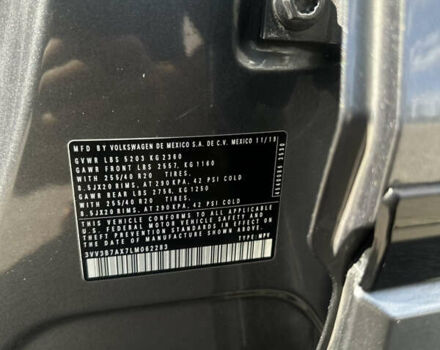 MFD BY VOLKSWAGEN DE MEXICO S.A. DE C.V. MEXICO 11/19
GVWR LBS 5203 KG 2360
GAWR FRONT LBS 2557, KG 1160
WITH 255/40 R20 TIRES,
8.5JX20 RIMS, AT 290 KPA, 42 PSI COLD
GAWR REAR LBS 2756, KG 1250
WITH 255/40 R20 TIRES,
8.5JX20 RIMS, AT 290 KPA, 42 PSI COLD
THIS VEHICLE CONFORMS TO ALL APPLICABLE
U.S. FEDERAL MOTOR VEHICLE SAFETY AND
THEFT PREVENTION STANDARDS IN EFFECT ON
THE DATE OF MANUFACTURE SHOWN ABOVE.
3VV3B7AX7LM062283 TYPE MPV